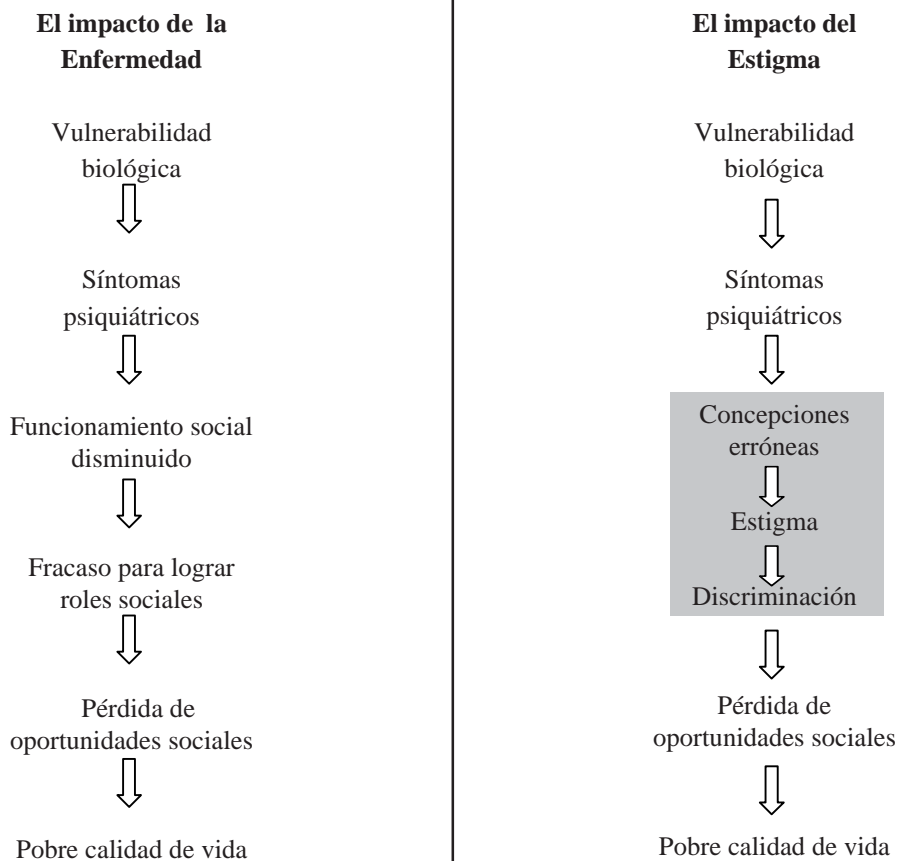 El impacto de la
Enfermedad
Vulnerabilidad
biológica
Síntomas
psiquiátricos
Funcionamiento social
disminuido
Fracaso para lograr
roles sociales
Pérdida de
oportunidades sociales
Pobre calidad de vida
El impacto del
Estigma
Vulnerabilidad
biológica
Síntomas
psiquiátricos
Concepciones
erróneas
Estigma
Discriminación
Pérdida de
oportunidades sociales
Pobre calidad de vida